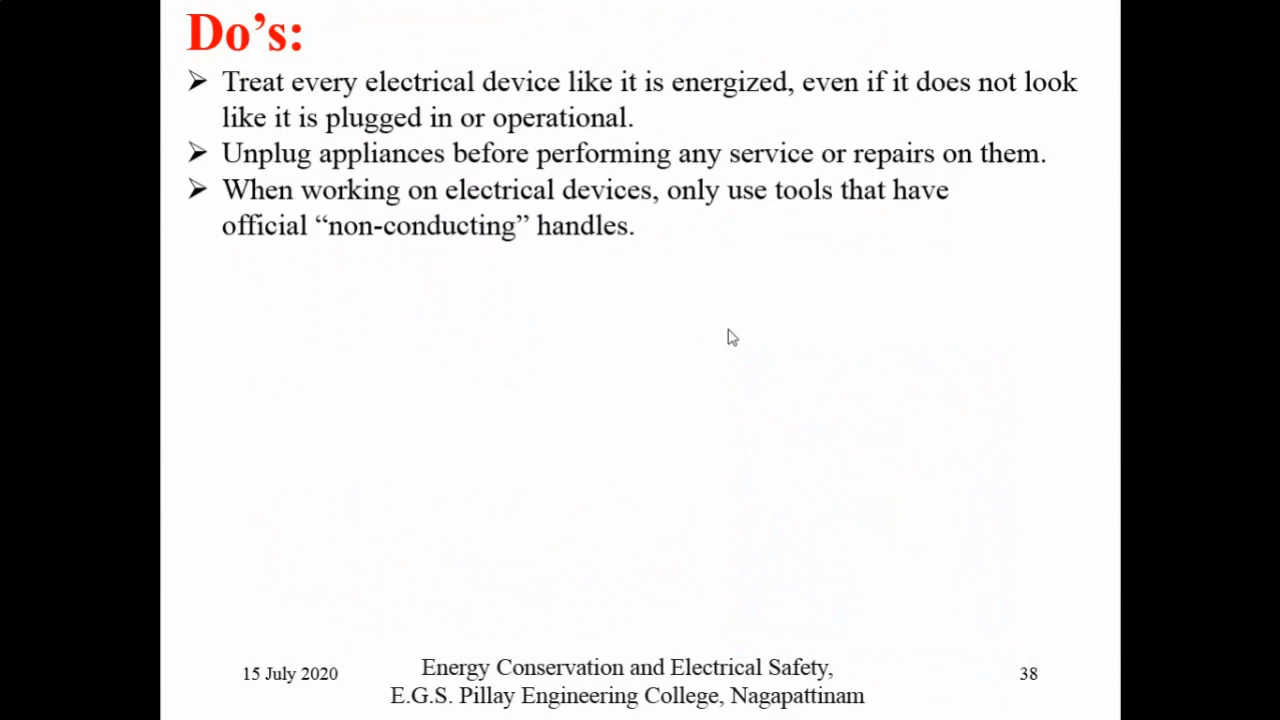 Do’s:
➢ Treat every electrical device like it is energized, even if it does not look
like it is plugged in or operational.
➢ Unplug appliances before performing any service or repairs on them.
➢ When working on electrical devices, only use tools that have
official “non-conducting” handles.
15 July 2020
Energy Conservation and Electrical Safety,
E.G.S. Pillay Engineering College, Nagapattinam
38